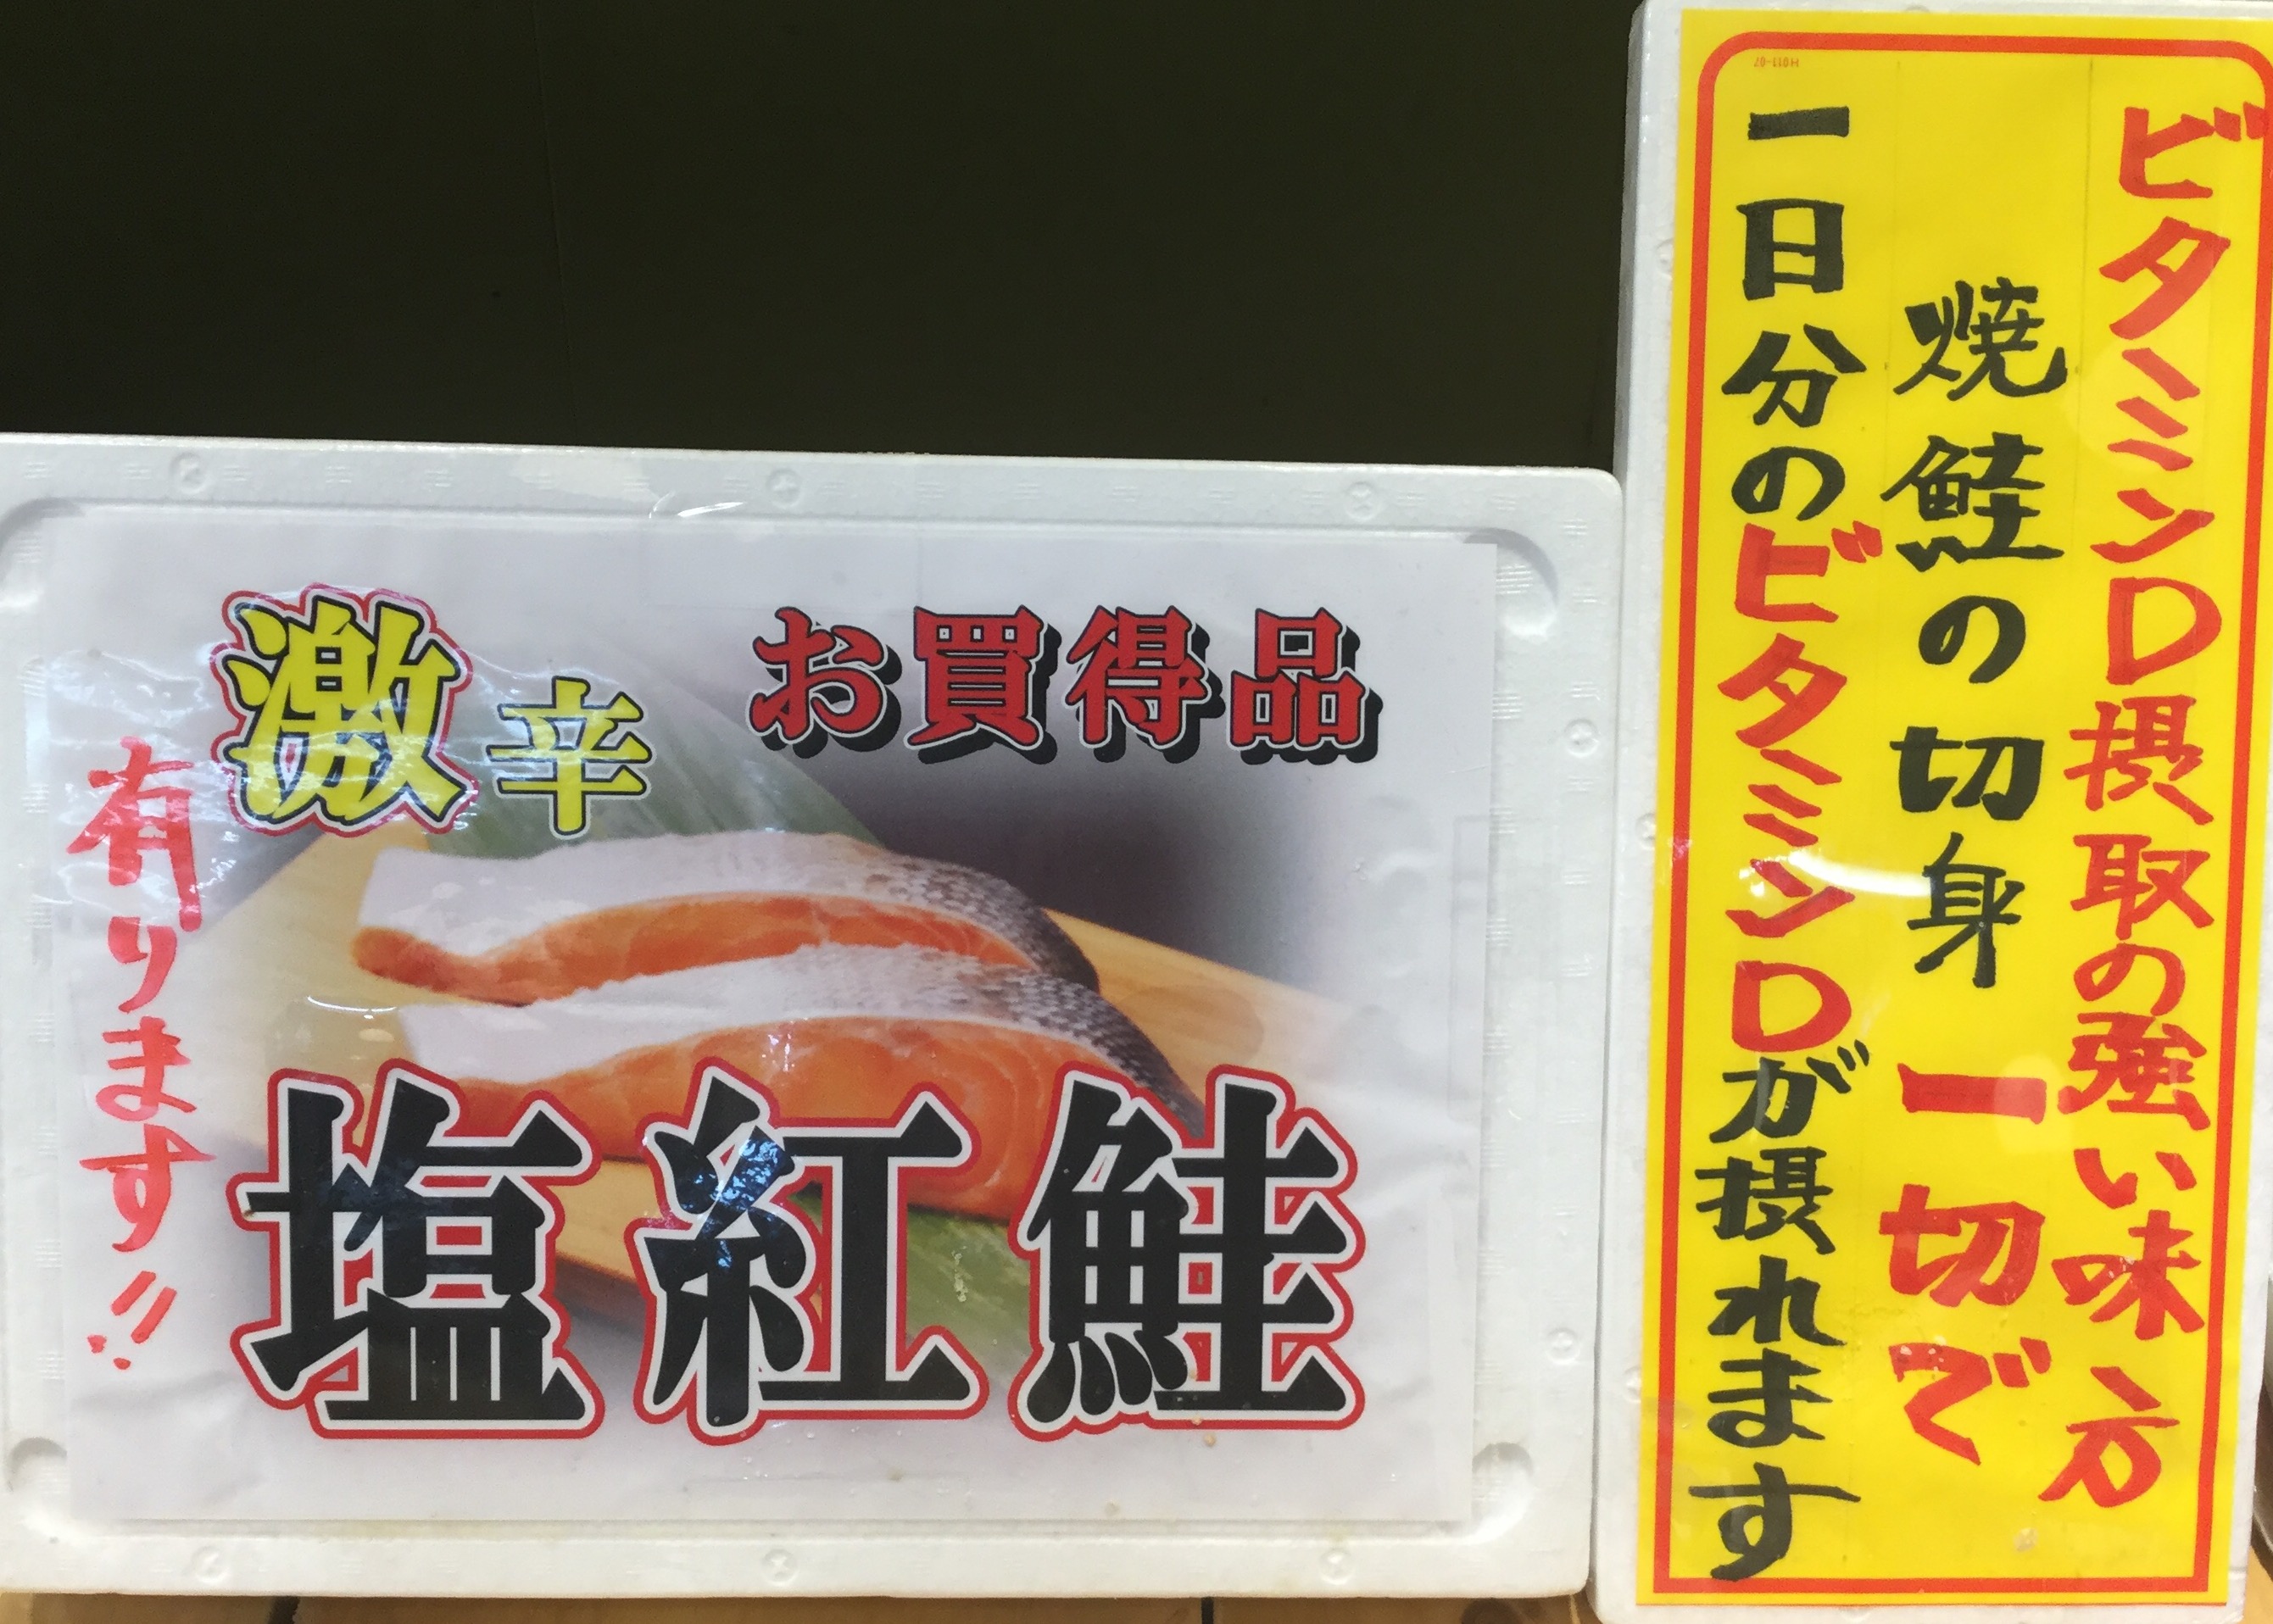 激辛
お買得品
有ります!!
塩紅鮭
ビタミンD摂取の強い味方
焼鮭の切身一切で
一日分のビタミンDが摂れます
H011-07